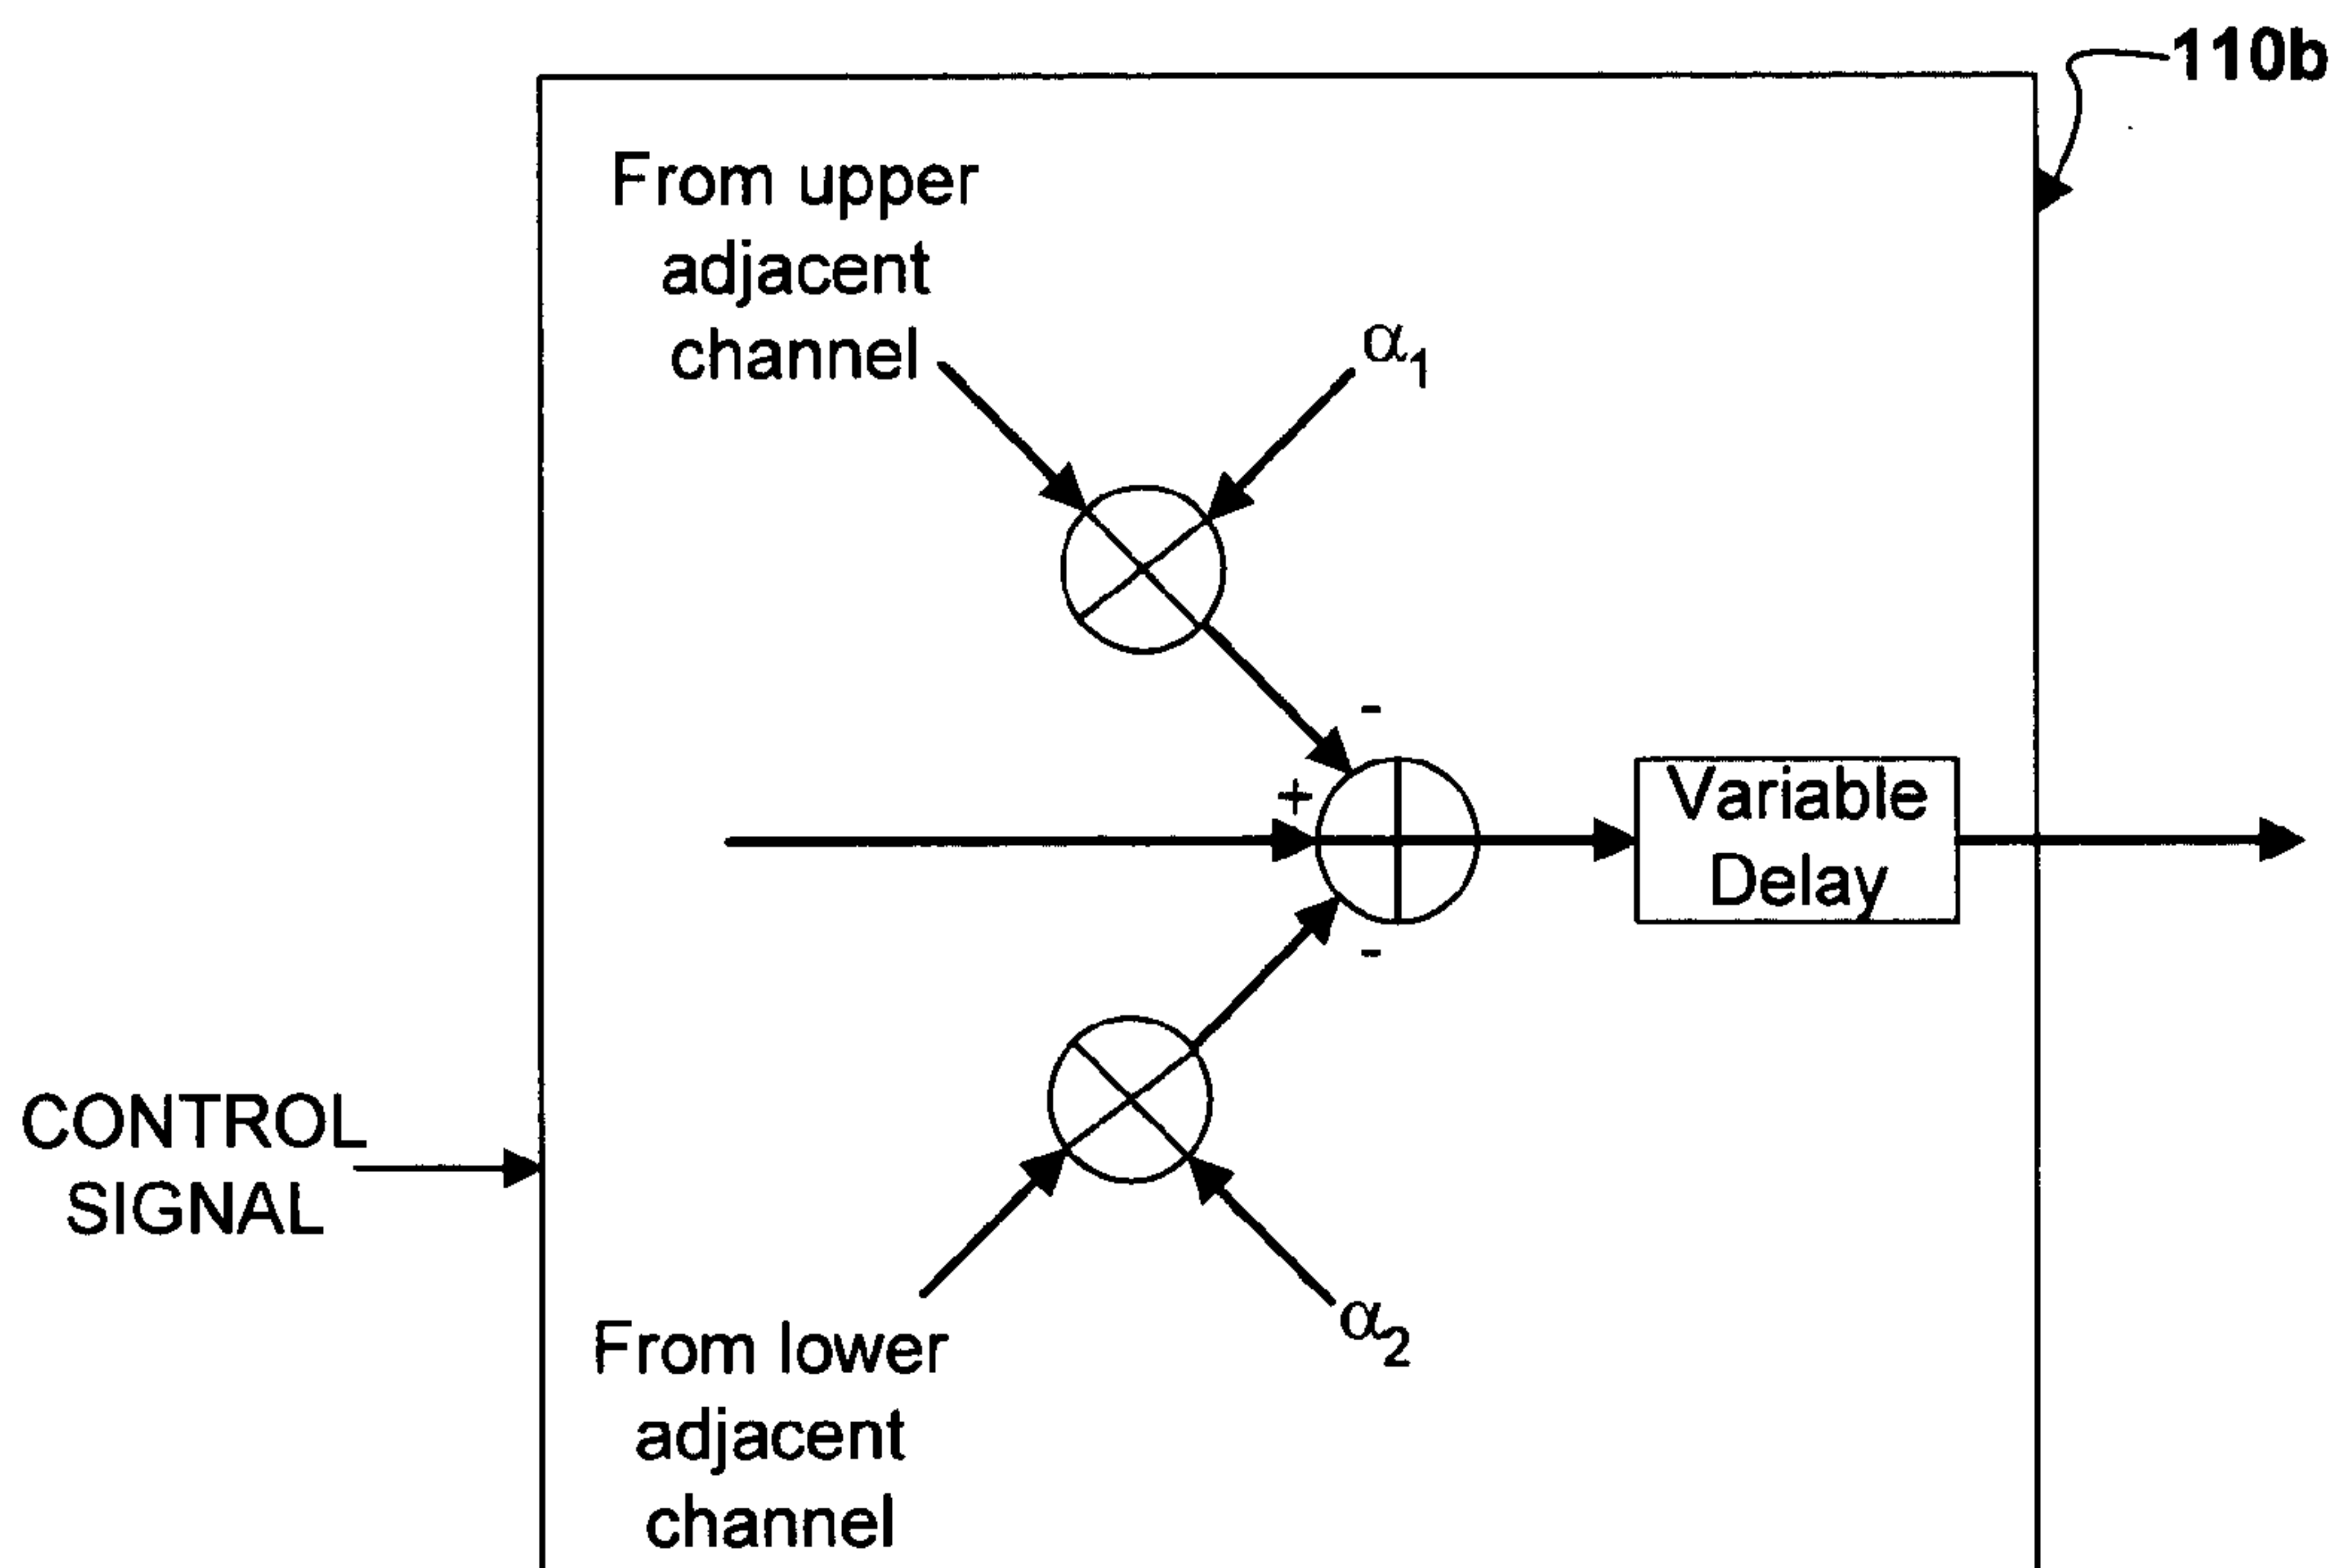 110b
From upper
adjacent
channel
α1
-
+
Variable
Delay
-
CONTROL
SIGNAL
α2
From lower
adjacent
channel